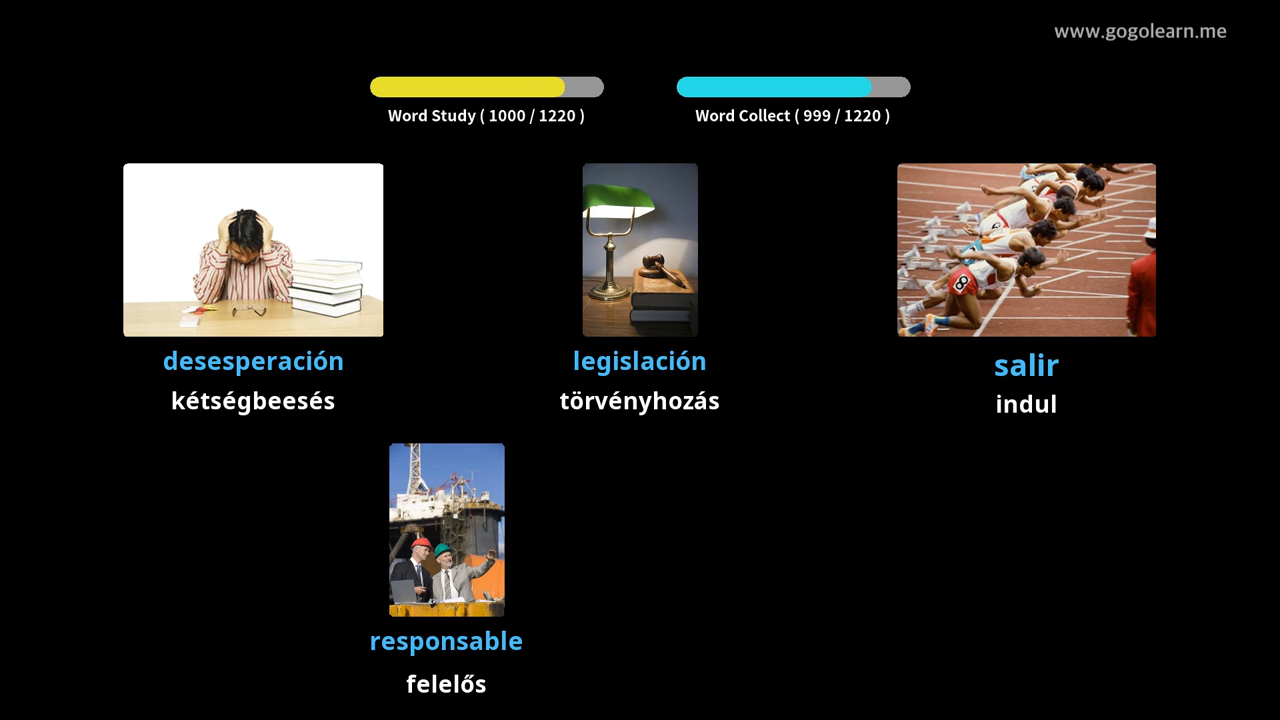 www.gogolearn.me
Word Study ( 1000 / 1220 )
Word Collect ( 999 / 1220 )
desesperación
kétségbeesés
legislación
törvényhozás
salir
indul
8
responsable
felelős